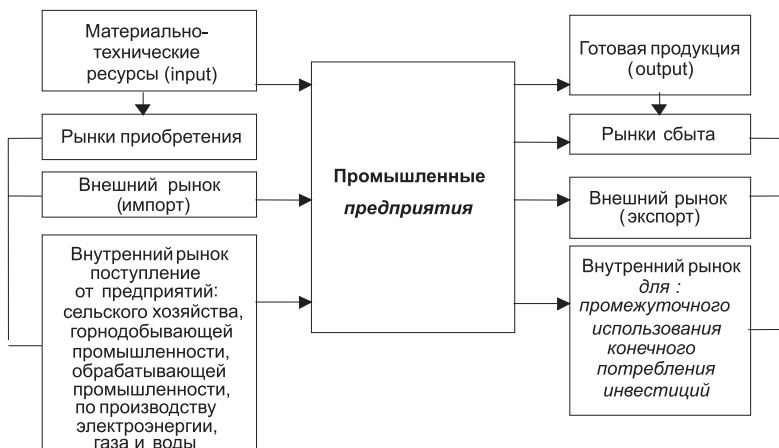 Материально-
технические
ресурсы (input)
Рынки приобретения
Внешний рынок
(импорт)
Внутренний рынок
поступление
от предприятий:
сельского хозяйства,
горнодобывающей
промышленности,
обрабатывающей
промышленности,
по производству
электроэнергии,
газа и воды
Промышленные
предприятия
Готовая продукция
(output)
Рынки сбыта
Внешний рынок
(экспорт)
Внутренний рынок
для :
промежуточного
использования
конечного
потребления
инвестиций